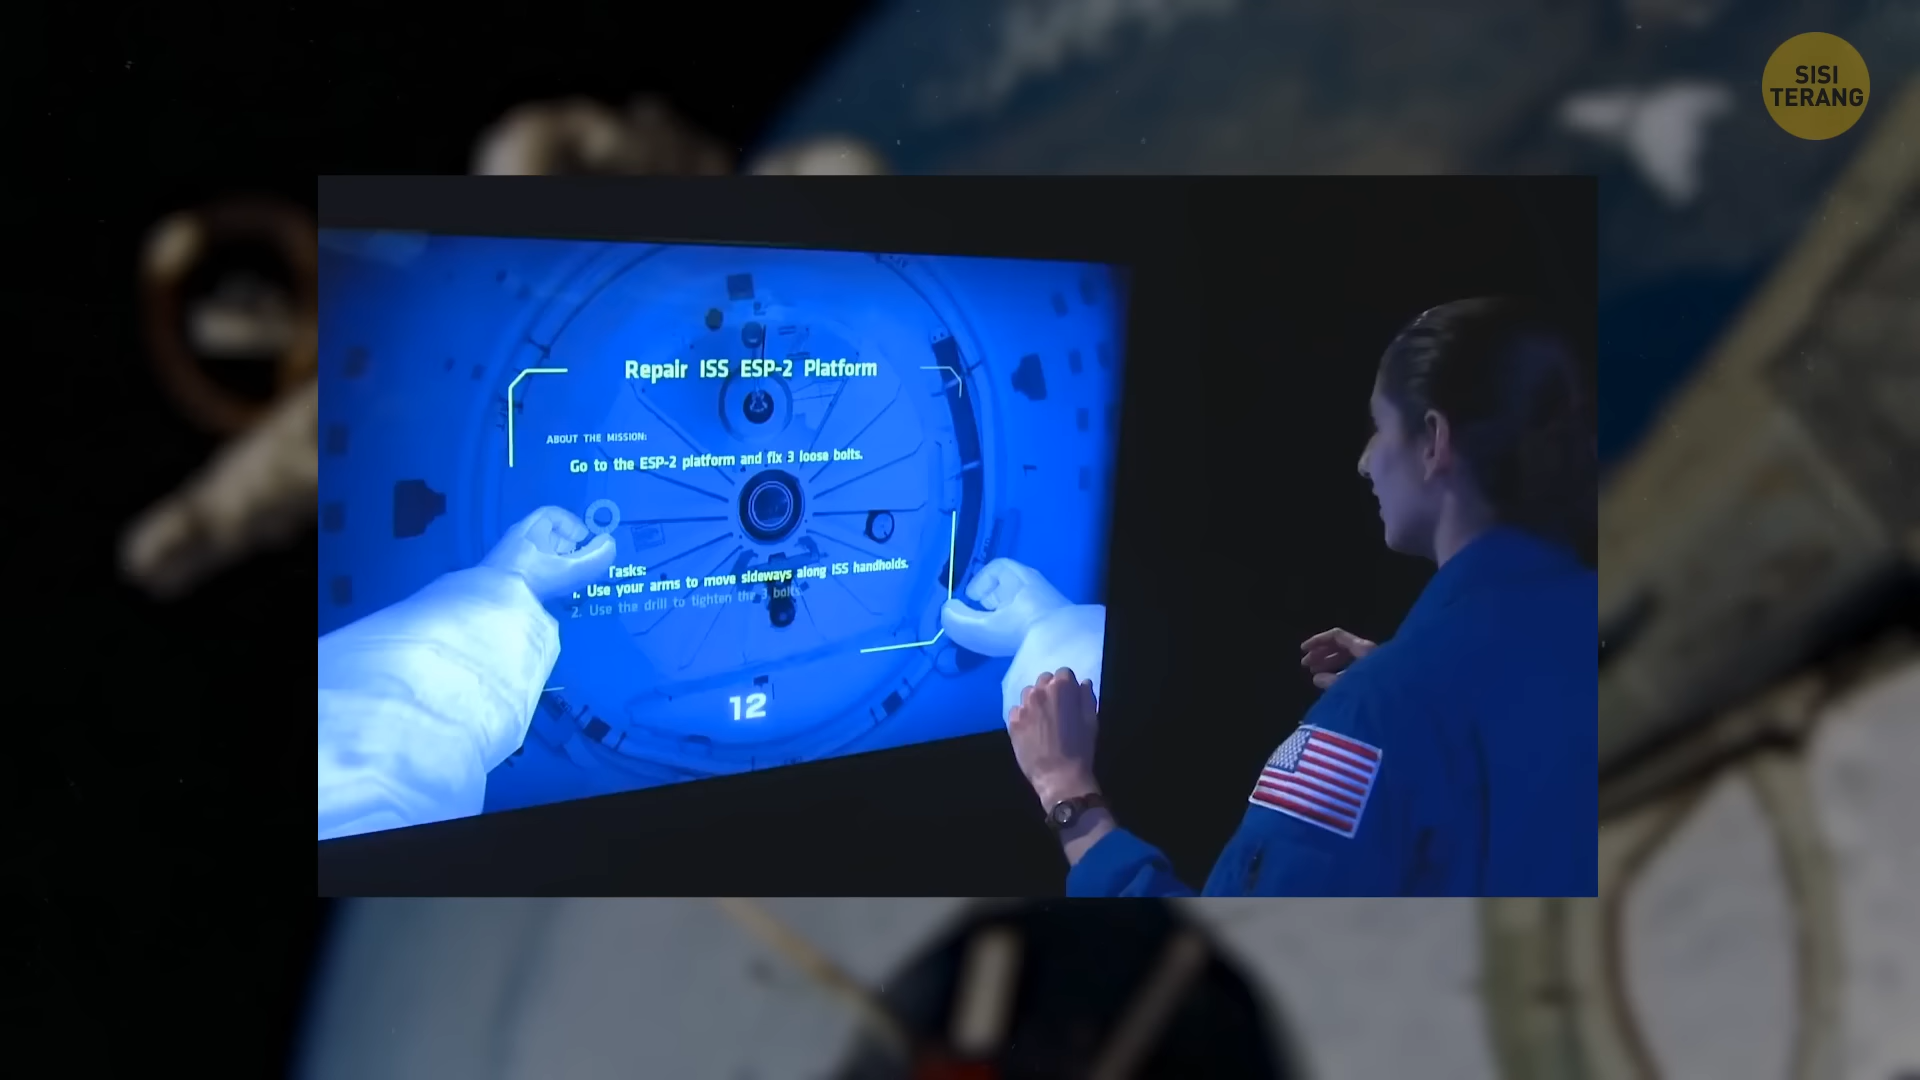 SISI
TERANG
Repair ISS ESP-2 Platform
ABOUT THE MISSION:
Go to the ESP-2 platform and fix 3 loose bolts.
Tasks:
1. Use your arms to move sideways along ISS handholds.
2. Use the drill to tighten the 3 bolts.
12